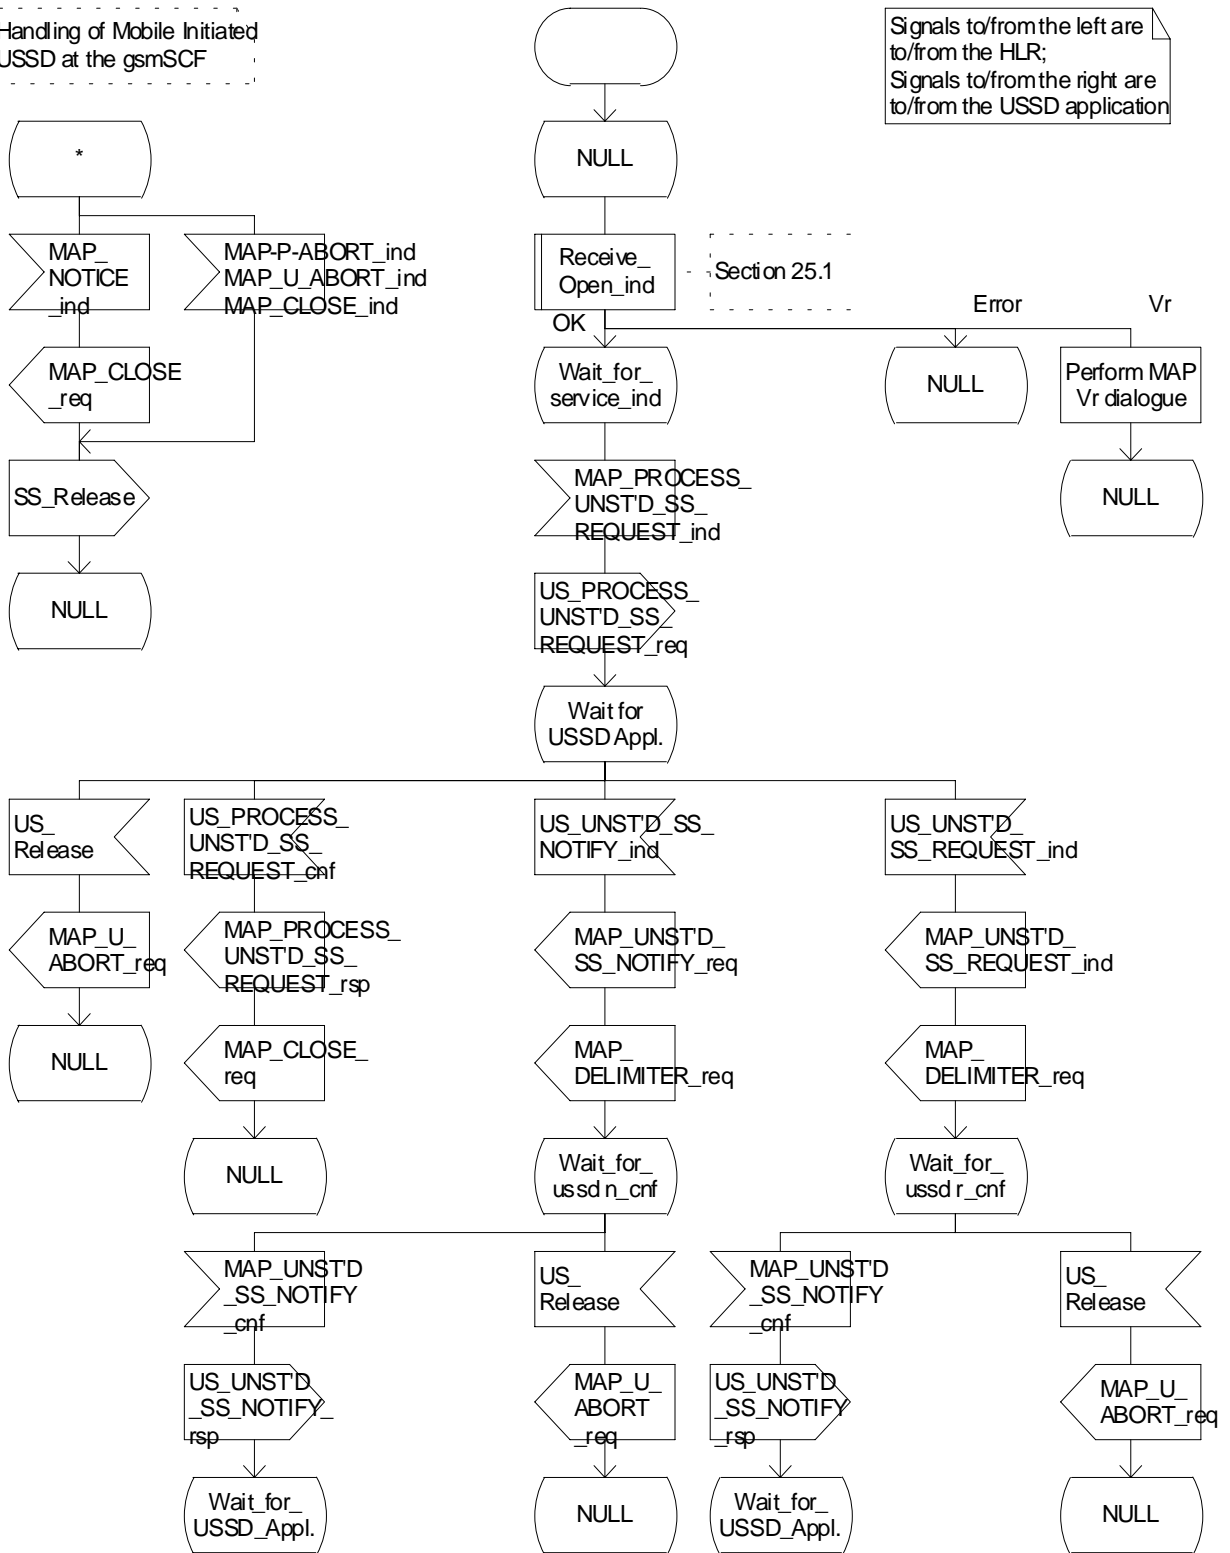 Handling of Mobile Initiated
USSD at the gsmSCF
Signals to/from the left are
to/from the HLR;
Signals to/from the right are
to/from the USSD application
*
NULL
MAP_
NOTICE
_ind
MAP-P-ABORT_ind
MAP_U_ABORT_ind
MAP_CLOSE_ind
Receive_
Open_ind
Section 25.1
OK
Error
Vr
MAP_CLOSE
_req
Wait_for_
service_ind
NULL
Perform MAP
Vr dialogue
SS_Release
MAP_PROCESS_
UNST'D_SS_
REQUEST_ind
NULL
NULL
US_PROCESS_
UNST'D_SS_
REQUEST_req
Wait for
USSD Appl.
US_
Release
US_PROCESS_
UNST'D_SS_
REQUEST_cnf
US_UNST'D_SS_
NOTIFY_ind
US_UNST'D_
SS_REQUEST_ind
MAP_U_
ABORT_req
MAP_PROCESS_
UNST'D_SS_
REQUEST_rsp
MAP_UNST'D_
SS_NOTIFY_req
MAP_UNST'D_
SS_REQUEST_ind
NULL
MAP_CLOSE_
req
MAP_
DELIMITER_req
MAP_
DELIMITER_req
NULL
Wait_for_
ussd n_cnf
Wait_for_
ussd r_cnf
MAP_UNST'D
_SS_NOTIFY
_cnf
US_
Release
MAP_UNST'D
_SS_NOTIFY
_cnf
US_
Release
US_UNST'D
_SS_NOTIFY_
rsp
MAP_U_
ABORT
_req
US_UNST'D
_SS_NOTIFY
_rsp
MAP_U_
ABORT_req
Wait_for_
USSD_Appl.
NULL
Wait_for_
USSD_Appl.
NULL